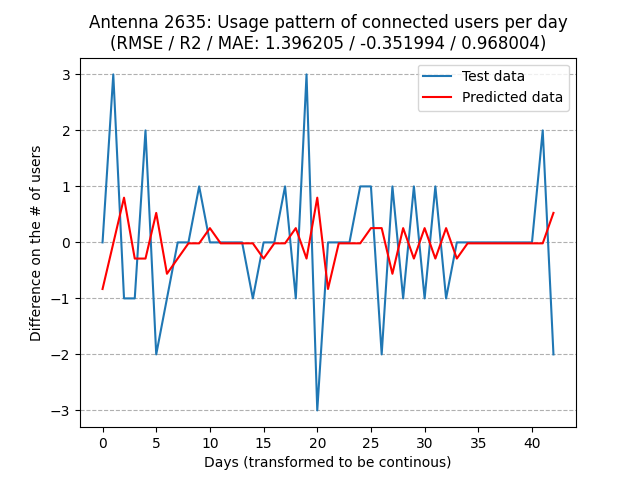 Antenna 2635: Usage pattern of connected users per day
(RMSE / R2 / MAE: 1.396205 / -0.351994 / 0.968004)
Test data
Predicted data
3
2
1
0
−1
−2
−3
Difference on the # of users
0 5 10 15 20 25 30 35 40
Days (transformed to be continous)